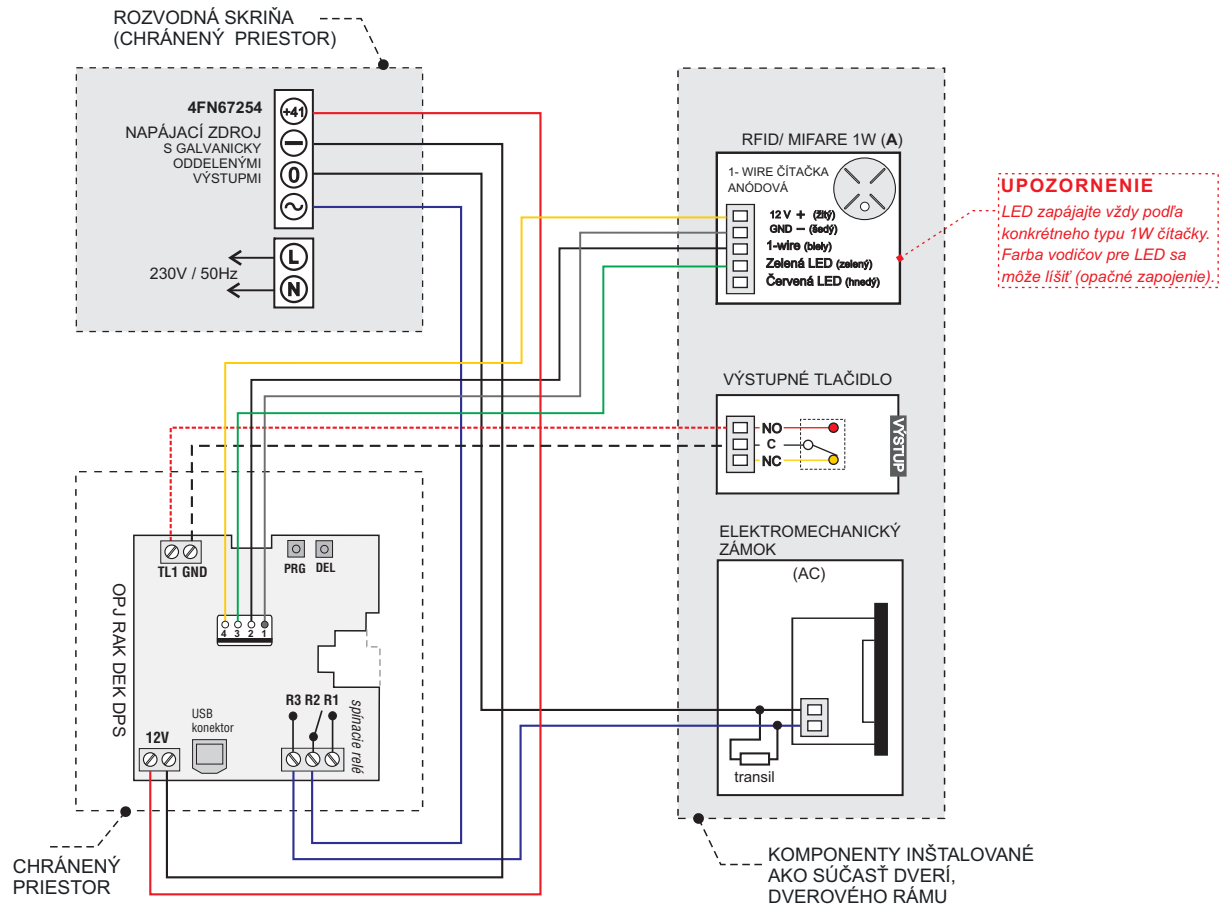 ROZVODNÁ SKRIŇA
(CHRÁNENÝ PRIESTOR)
4FN67254
NAPÁJACÍ ZDROJ
S GALVANICKY
ODDELENÝMI
VÝSTUPMI
+41
0
230V / 50Hz
L
N
RFID/ MIFARE 1W (A)
1- WIRE ČÍTAČKA
ANÓDOVÁ
12 V + (žltý)
GND - (šedý)
1-wire (biely)
Zelená LED (zelený)
Červená LED (hnedý)
UPOZORNENIE
LED zapájajte vždy podľa
konkrétneho typu 1W čítačky.
Farba vodičov pre LED sa
môže líšiť (opačné zapojenie).
VÝSTUPNÉ TLAČIDLO
NO
C
NC
VÝSTUP
ELEKTROMECHANICKÝ
ZÁMOK
(AC)
transil
TL1 GND
PRG DEL
4 3 2 1
OPJ RAK DEK DPS
R3 R2 R1
spínacie relé
USB
konektor
12V
CHRÁNENÝ
PRIESTOR
KOMPONENTY INŠTALOVANÉ
AKO SÚČASŤ DVERÍ,
DVEROVÉHO RÁMU